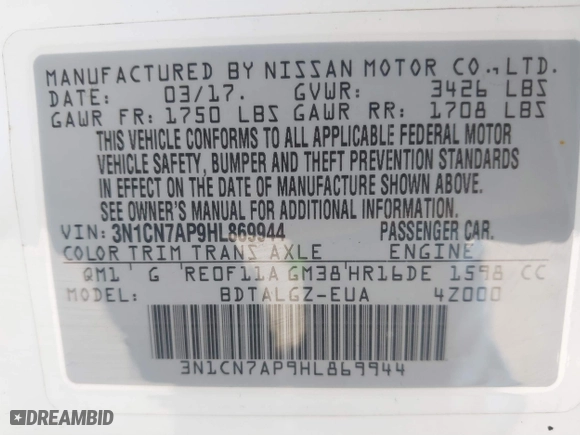 MANUFACTURED BY NISSAN MOTOR CO., LTD.
DATE: 03/17. GVWR: 3426 LBS
GAWR FR: 1750 LBS GAWR RR: 1708 LBS
THIS VEHICLE CONFORMS TO ALL APPLICABLE FEDERAL MOTOR
VEHICLE SAFETY, BUMPER AND THEFT PREVENTION STANDARDS
IN EFFECT ON THE DATE OF MANUFACTURE SHOWN ABOVE.
SEE OWNER'S MANUAL FOR ADDITIONAL INFORMATION.
VIN: 3N1CN7AP9HL869944 PASSENGER CAR.
COLOR TRIM TRANS AXLE ENGINE
QM1 G RE0F11A GM38 HR16DE 1598 CC
MODEL: BDTALGZ-EUA 4Z000
3N1CN7AP9HL869944
DREAMBID